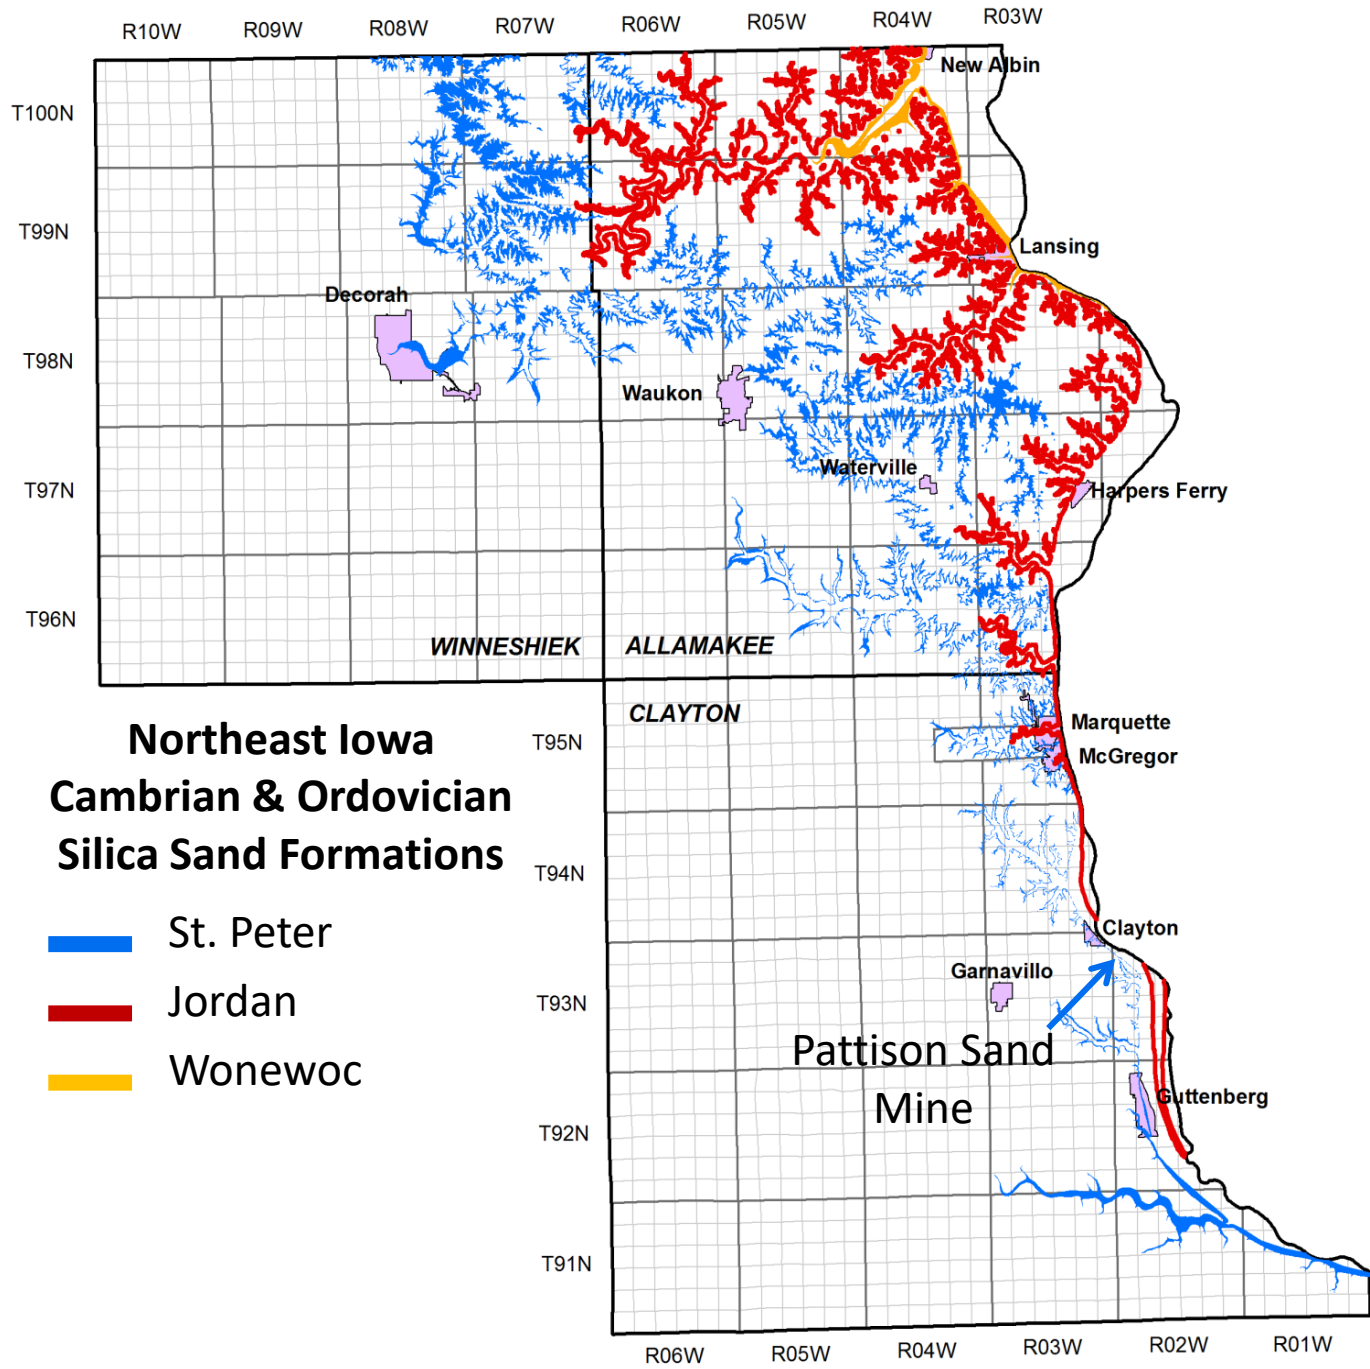 R10W
R09W
R08W
R07W
R06W
R05W
R04W
R03W
New Albin
T100N
T99N
Lansing
Decorah
T98N
Waukon
Waterville
T97N
Harpers Ferry
T96N
WINNESHIEK
ALLAMAKEE
CLAYTON
Marquette
T95N
McGregor
Northeast Iowa
Cambrian & Ordovician
Silica Sand Formations
T94N
St. Peter
Clayton
Garnavillo
Jordan
T93N
Pattison Sand
Mine
Wonewoc
Guttenberg
T92N
T91N
R06W
R05W
R04W
R03W
R02W
R01W